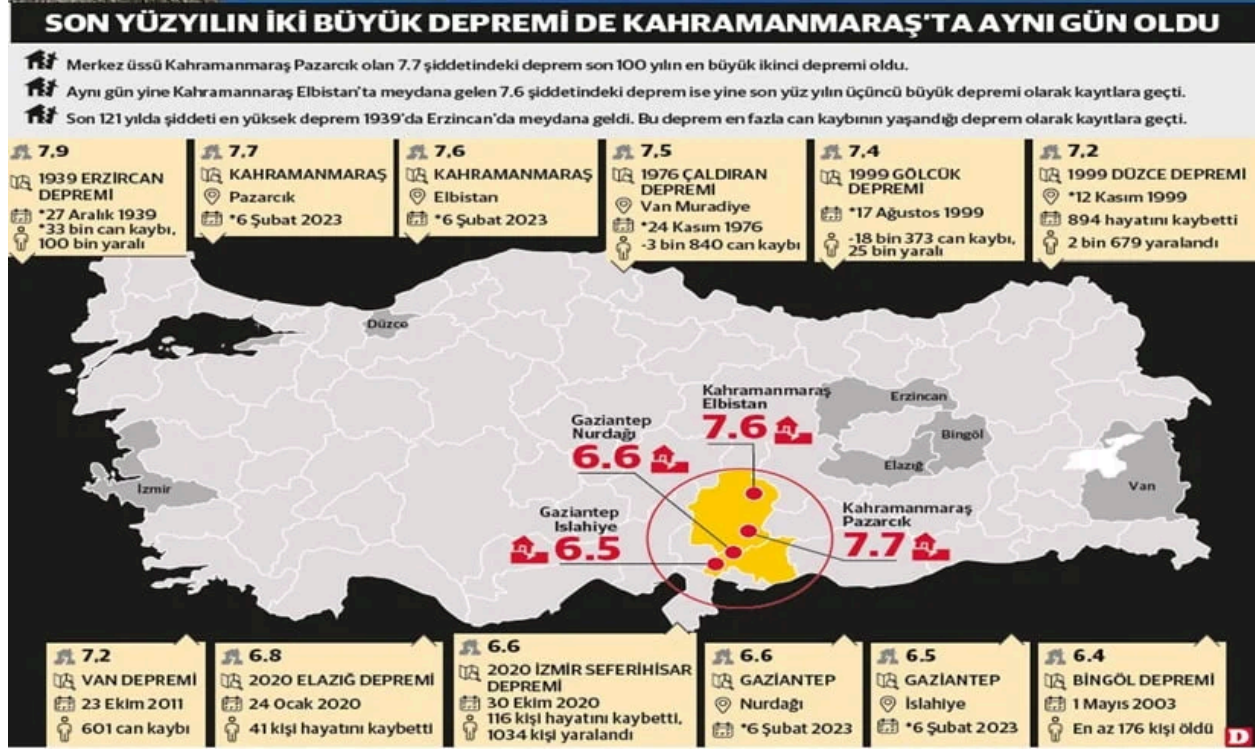 SON YÜZYILIN İKİ BÜYÜK DEPREMİ DE KAHRAMANMARAŞ'TA AYNI GÜN OLDU
Merkez üssü Kahramanmaraş Pazarcık olan 7.7 şiddetindeki deprem son 100 yılın en büyük ikinci depremi oldu.
Aynı gün yine Kahramannaraş Elbistan'ta meydana gelen 7.6 şiddetindeki deprem ise yine son yüz yılın üçüncü büyük depremi olarak kayıtlara geçti.
Son 121 yılda şiddeti en yüksek deprem 1939'da Erzincan'da meydana geldi. Bu deprem en fazla can kaybının yaşandığı deprem olarak kayıtlara geçti.
7,9
1939 ERZİRCAN
DEPREMİ
*27 Aralık 1939
*33 bin can kaybı,
100 bin yaralı
7,7
KAHRAMANMARAŞ
Pazarcık
*6 Şubat 2023
7,6
KAHRAMANMARAŞ
Elbistan
*6 Şubat 2023
7,5
1976 ÇALDIRAN
DEPREMİ
Van Muradiye
*24 Kasım 1976
-3 bin 840 can kaybı
7,4
1999 GÖLCÜK
DEPREMİ
*17 Ağustos 1999
-18 bin 373 can kaybı,
25 bin yaralı
7,2
1999 DÜZCE DEPREMİ
*12 Kasım 1999
894 hayatını kaybetti
2 bin 679 yaralandı
Düzce
Erzincan
Bingöl
Elazığ
Van
İzmir
Kahramanmaraş
Elbistan
7.6
Gaziantep
Nurdağı
6.6
Gaziantep
Islahiye
6.5
Kahramanmaraş
Pazarcık
7.7
7,2
VAN DEPREMİ
23 Ekim 2011
601 can kaybı
6.8
2020 ELAZIĞ DEPREMİ
24 Ocak 2020
41 kişi hayatını kaybetti
6.6
2020 İZMİR SEFERİHİSAR
DEPREMİ
30 Ekim 2020
116 kişi hayatını kaybetti,
1034 kişi yaralandı
6.6
GAZİANTEP
Nurdağı
*6 Şubat 2023
6.5
GAZİANTEP
İslahiye
*6 Şubat 2023
6.4
BİNGÖL DEPREMİ
1 Mayıs 2003
En az 176 kişi öldü
D